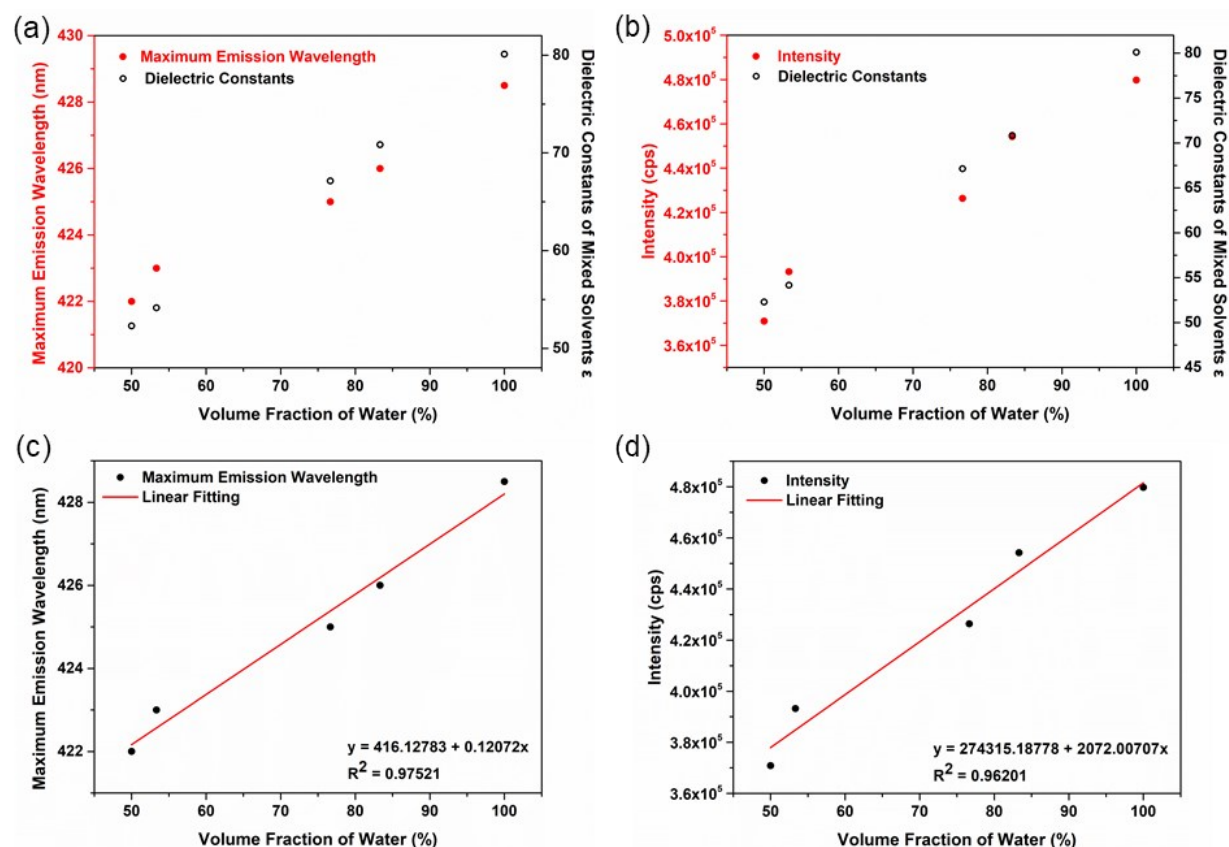 (a)
Maximum Emission Wavelength
Dielectric Constants
430
428
426
424
422
420
Maximum Emission Wavelength (nm)
80
70
60
50
Dielectric Constants of Mixed Solvents ε
50 60 70 80 90 100
Volume Fraction of Water (%)
(b)
Intensity
Dielectric Constants
5.0x10⁵
4.8x10⁵
4.6x10⁵
4.4x10⁵
4.2x10⁵
4.0x10⁵
3.8x10⁵
3.6x10⁵
Intensity (cps)
80
75
70
65
60
55
50
45
Dielectric Constants of Mixed Solvents ε
50 60 70 80 90 100
Volume Fraction of Water (%)
(c)
Maximum Emission Wavelength
Linear Fitting
428
426
424
422
Maximum Emission Wavelength (nm)
y = 416.12783 + 0.12072x
R² = 0.97521
50 60 70 80 90 100
Volume Fraction of Water (%)
(d)
Intensity
Linear Fitting
4.8x10⁵
4.6x10⁵
4.4x10⁵
4.2x10⁵
4.0x10⁵
3.8x10⁵
3.6x10⁵
Intensity (cps)
y = 274315.18778 + 2072.00707x
R² = 0.96201
50 60 70 80 90 100
Volume Fraction of Water (%)